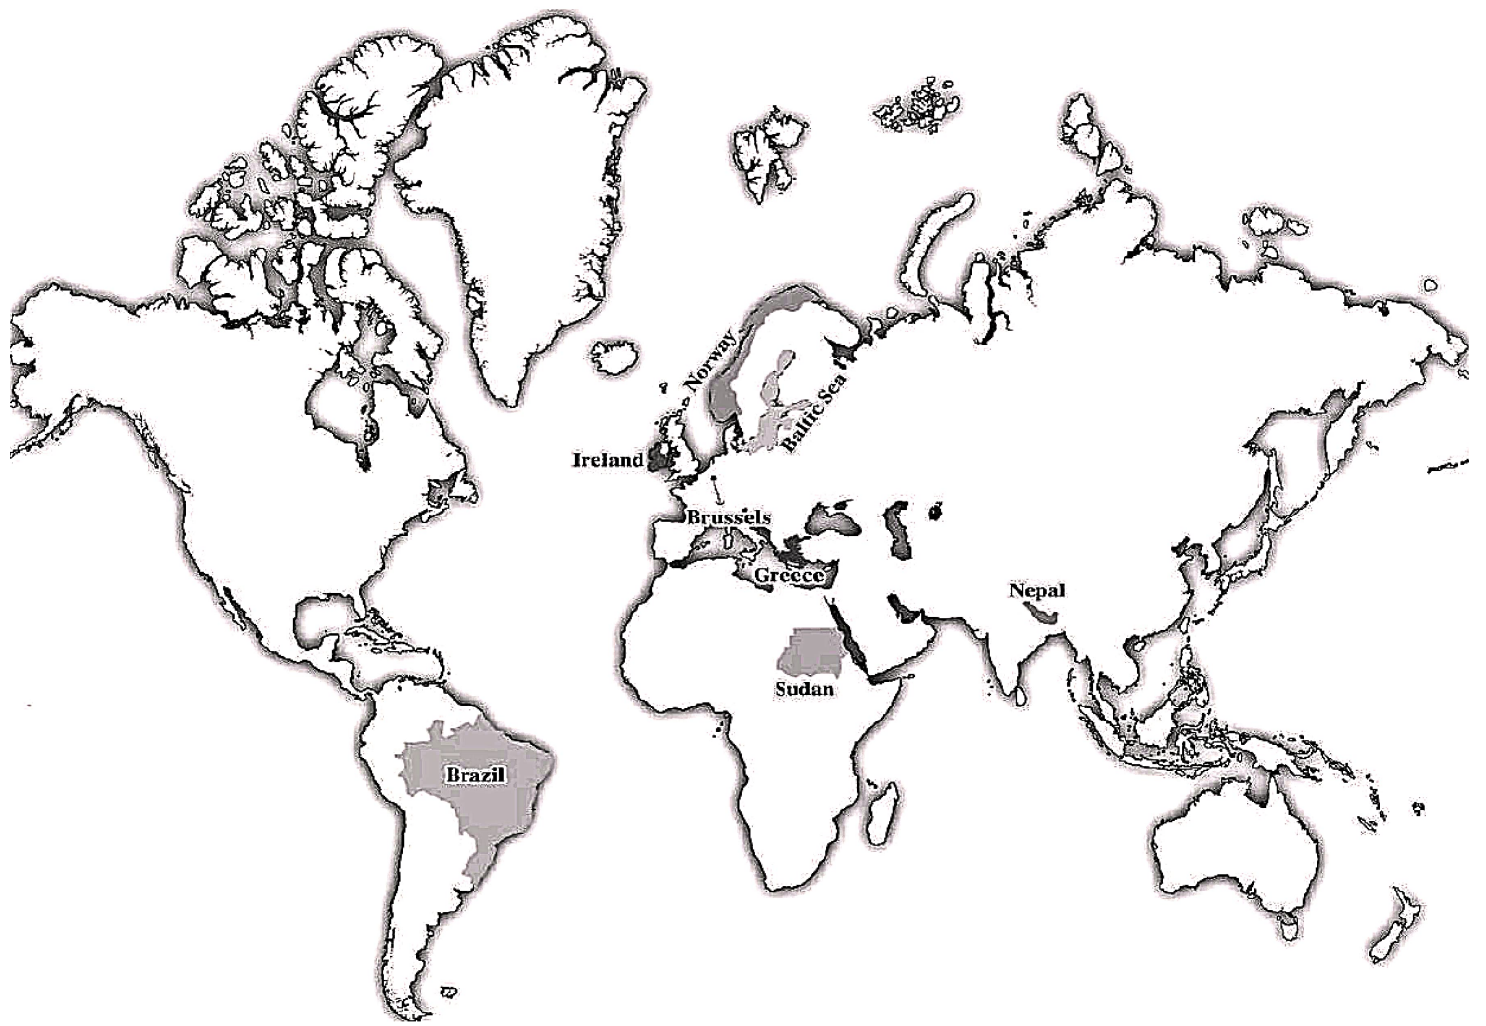 Norway
Baltic Sea
Ireland
Brussels
Greece
Nepal
Sudan
Brazil